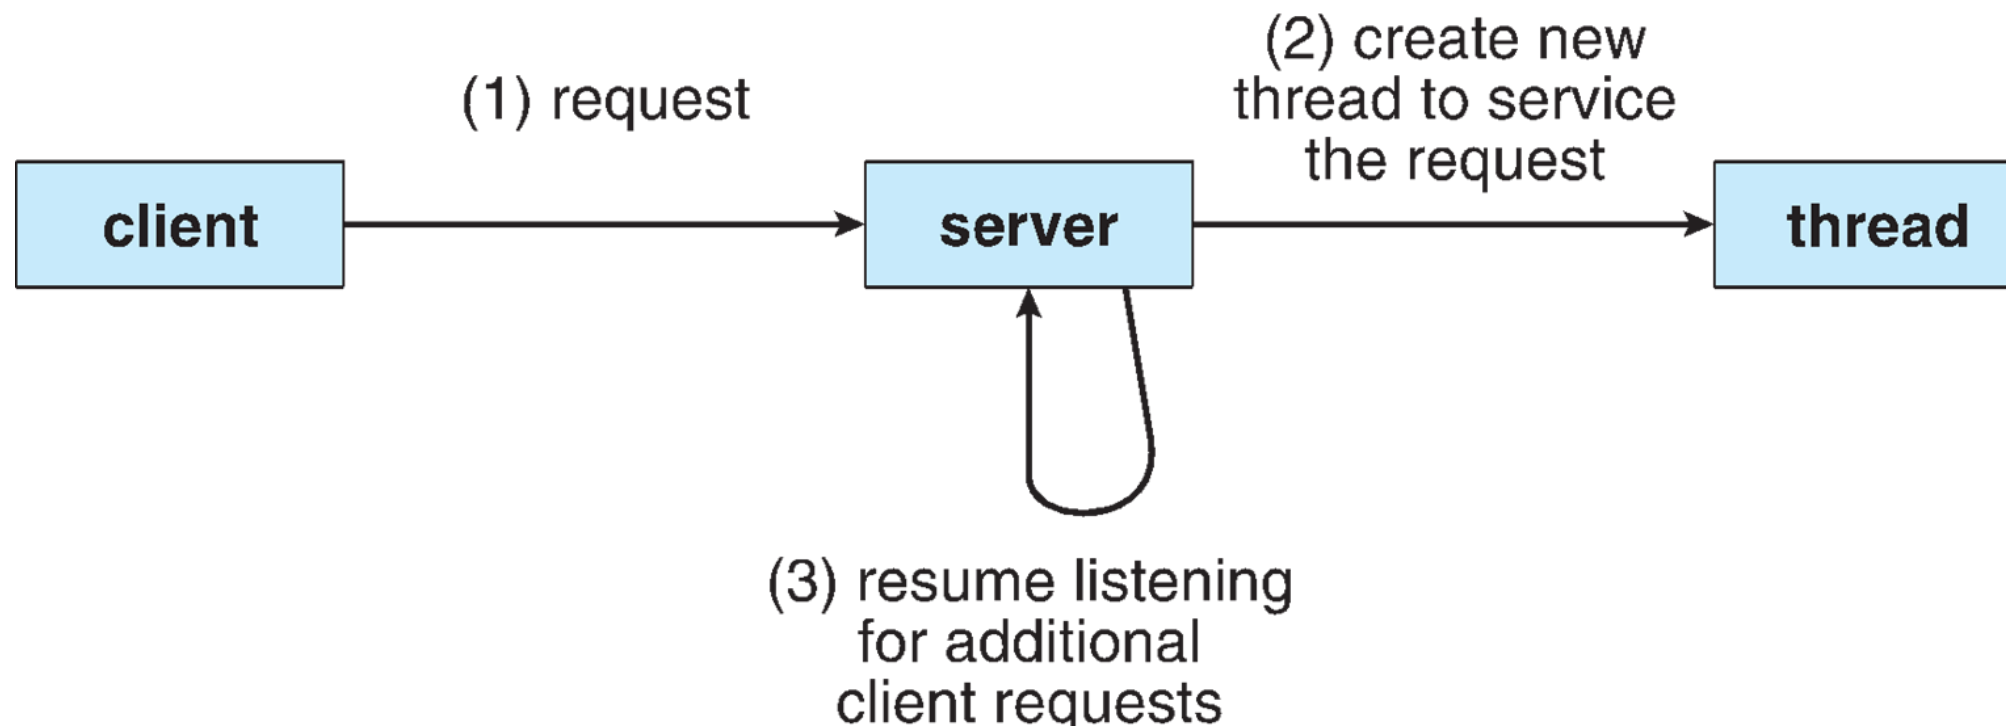 (1) request
(2) create new
thread to service
the request
client
server
thread
(3) resume listening
for additional
client requests